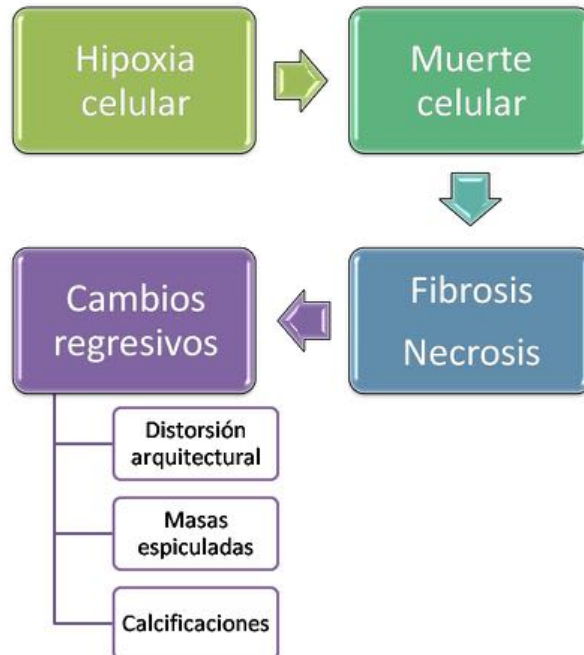 Hipoxia
celular
Muerte
celular
Fibrosis
Necrosis
Cambios
regresivos
Distorsión
arquitectural
Masas
espiculadas
Calcificaciones